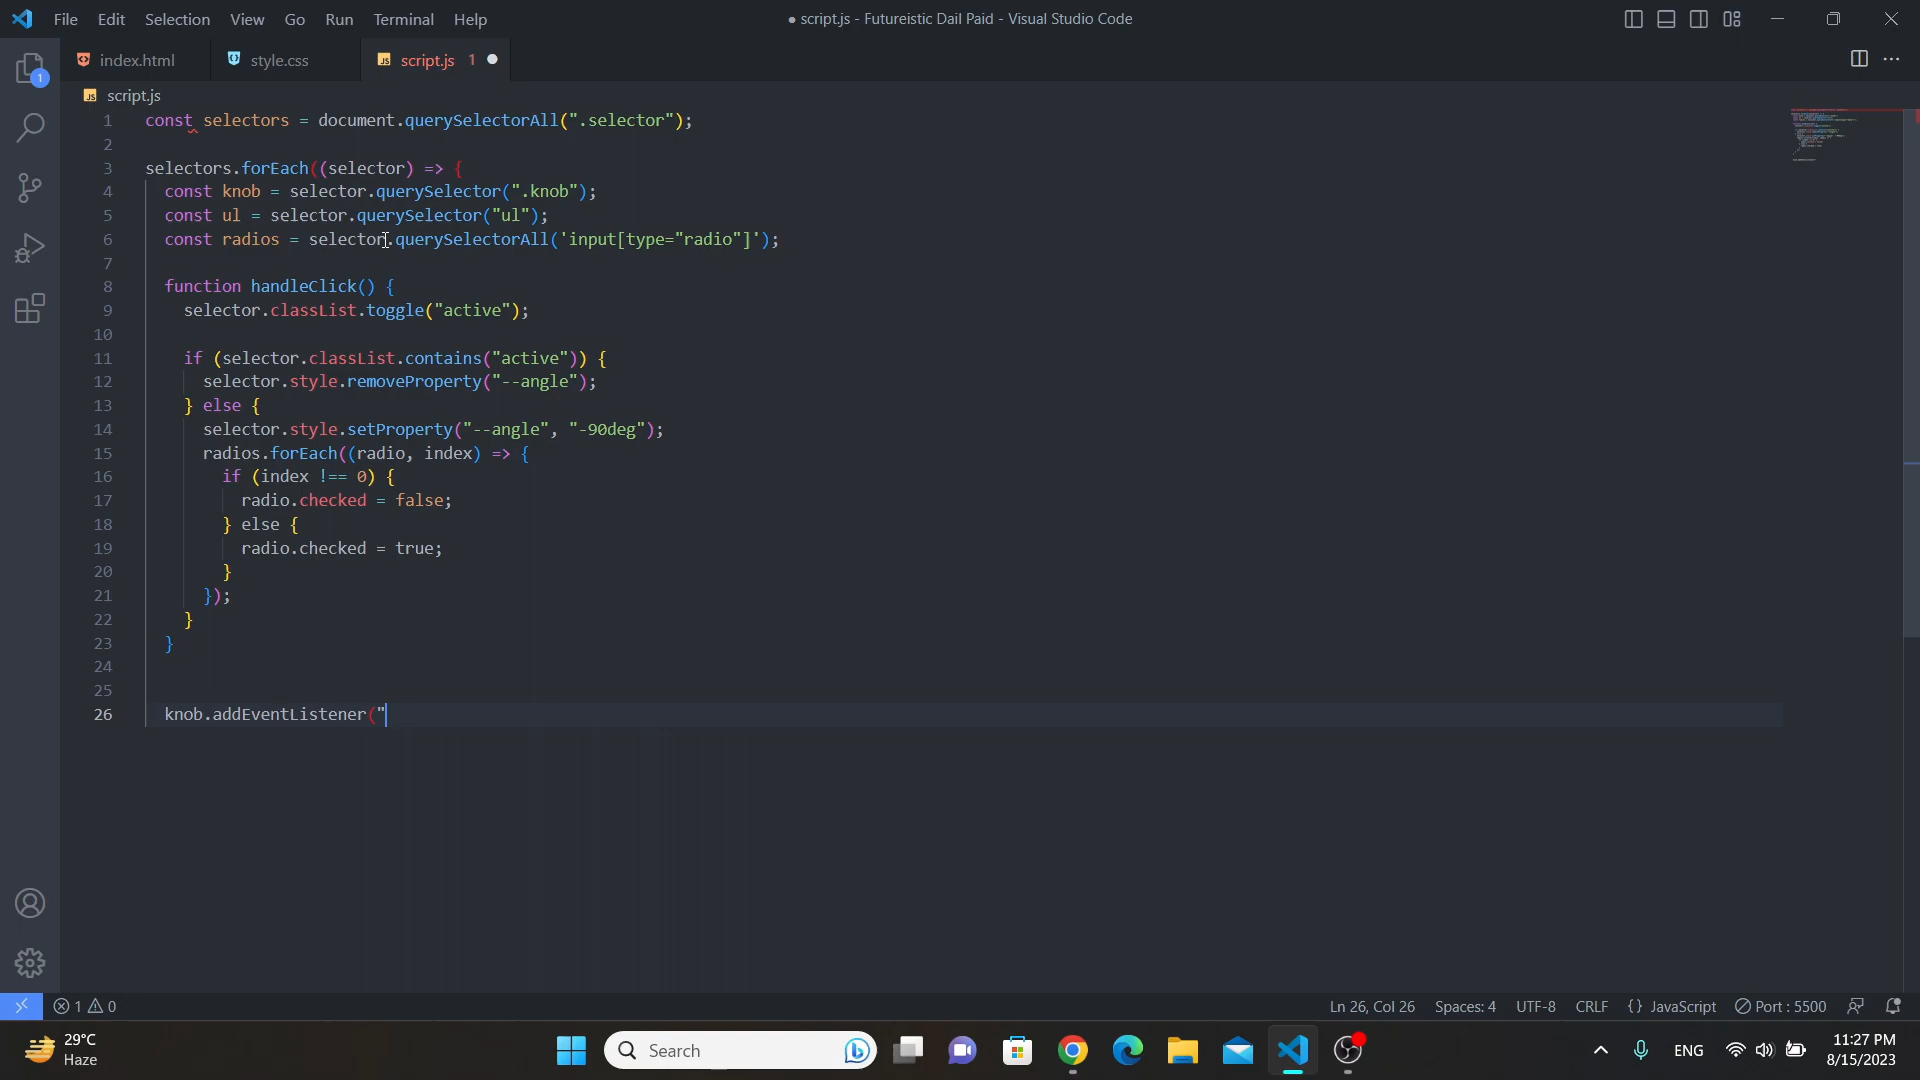 File Edit Selection View Go Run Terminal Help
● script.js - Futureistic Dail Paid - Visual Studio Code
index.html style.css script.js 1
script.js
1 const selectors = document.querySelectorAll(".selector");
2
3 selectors.forEach((selector) => {
4 const knob = selector.querySelector(".knob");
5 const ul = selector.querySelector("ul");
6 const radios = selector.querySelectorAll('input[type="radio"]');
7
8 function handleClick() {
9 selector.classList.toggle("active");
10
11 if (selector.classList.contains("active")) {
12 selector.style.removeProperty("--angle");
13 } else {
14 selector.style.setProperty("--angle", "-90deg");
15 radios.forEach((radio, index) => {
16 if (index !== 0) {
17 radio.checked = false;
18 } else {
19 radio.checked = true;
20 }
21 });
22 }
23 }
24
25
26 knob.addEventListener("
1
1 0 Ln 26, Col 26 Spaces: 4 UTF-8 CRLF {} JavaScript Port : 5500
29°C
Haze
Search
ENG
11:27 PM
8/15/2023